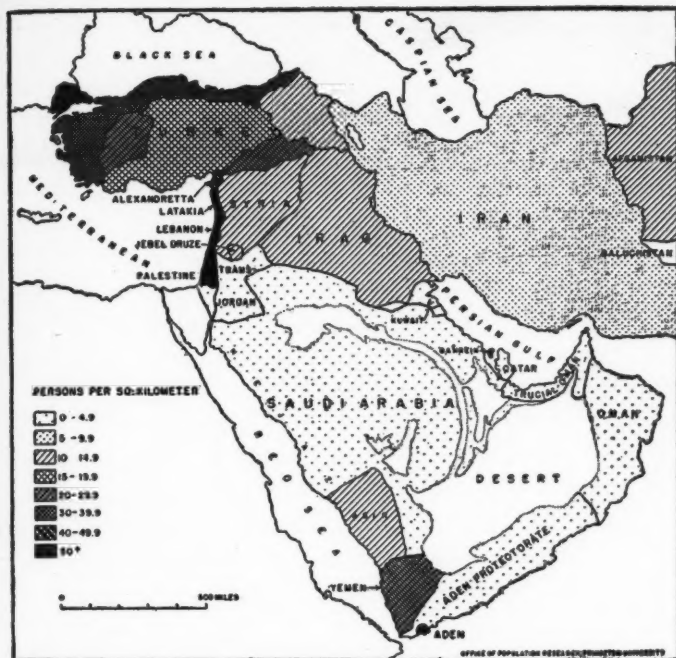 BLACK SEA
CASPIAN SEA
TURKEY
AFGANISTAN
MEDITERRANEAN
ALEXANDRETTA
LATAKIA
SYRIA
LEBANON
JEBEL DRUZE
IRAQ
IRAN
BALUCHISTAN
PALESTINE
TRANS-
JORDAN
KUWAIT
PERSIAN GULF
BAHREIN
QATAR
TRUCIAL OMAN
PERSONS PER SQ. KILOMETER
0-4.9
5-9.9
10-14.9
15-19.9
20-29.9
30-39.9
40-49.9
50+
SAUDI ARABIA
OMAN
RED SEA
DESERT
ASIR
YEMEN
ADEN PROTECTORATE
ADEN
0 500 MILES
OFFICE OF POPULATION RESEARCH, PRINCETON UNIVERSITY